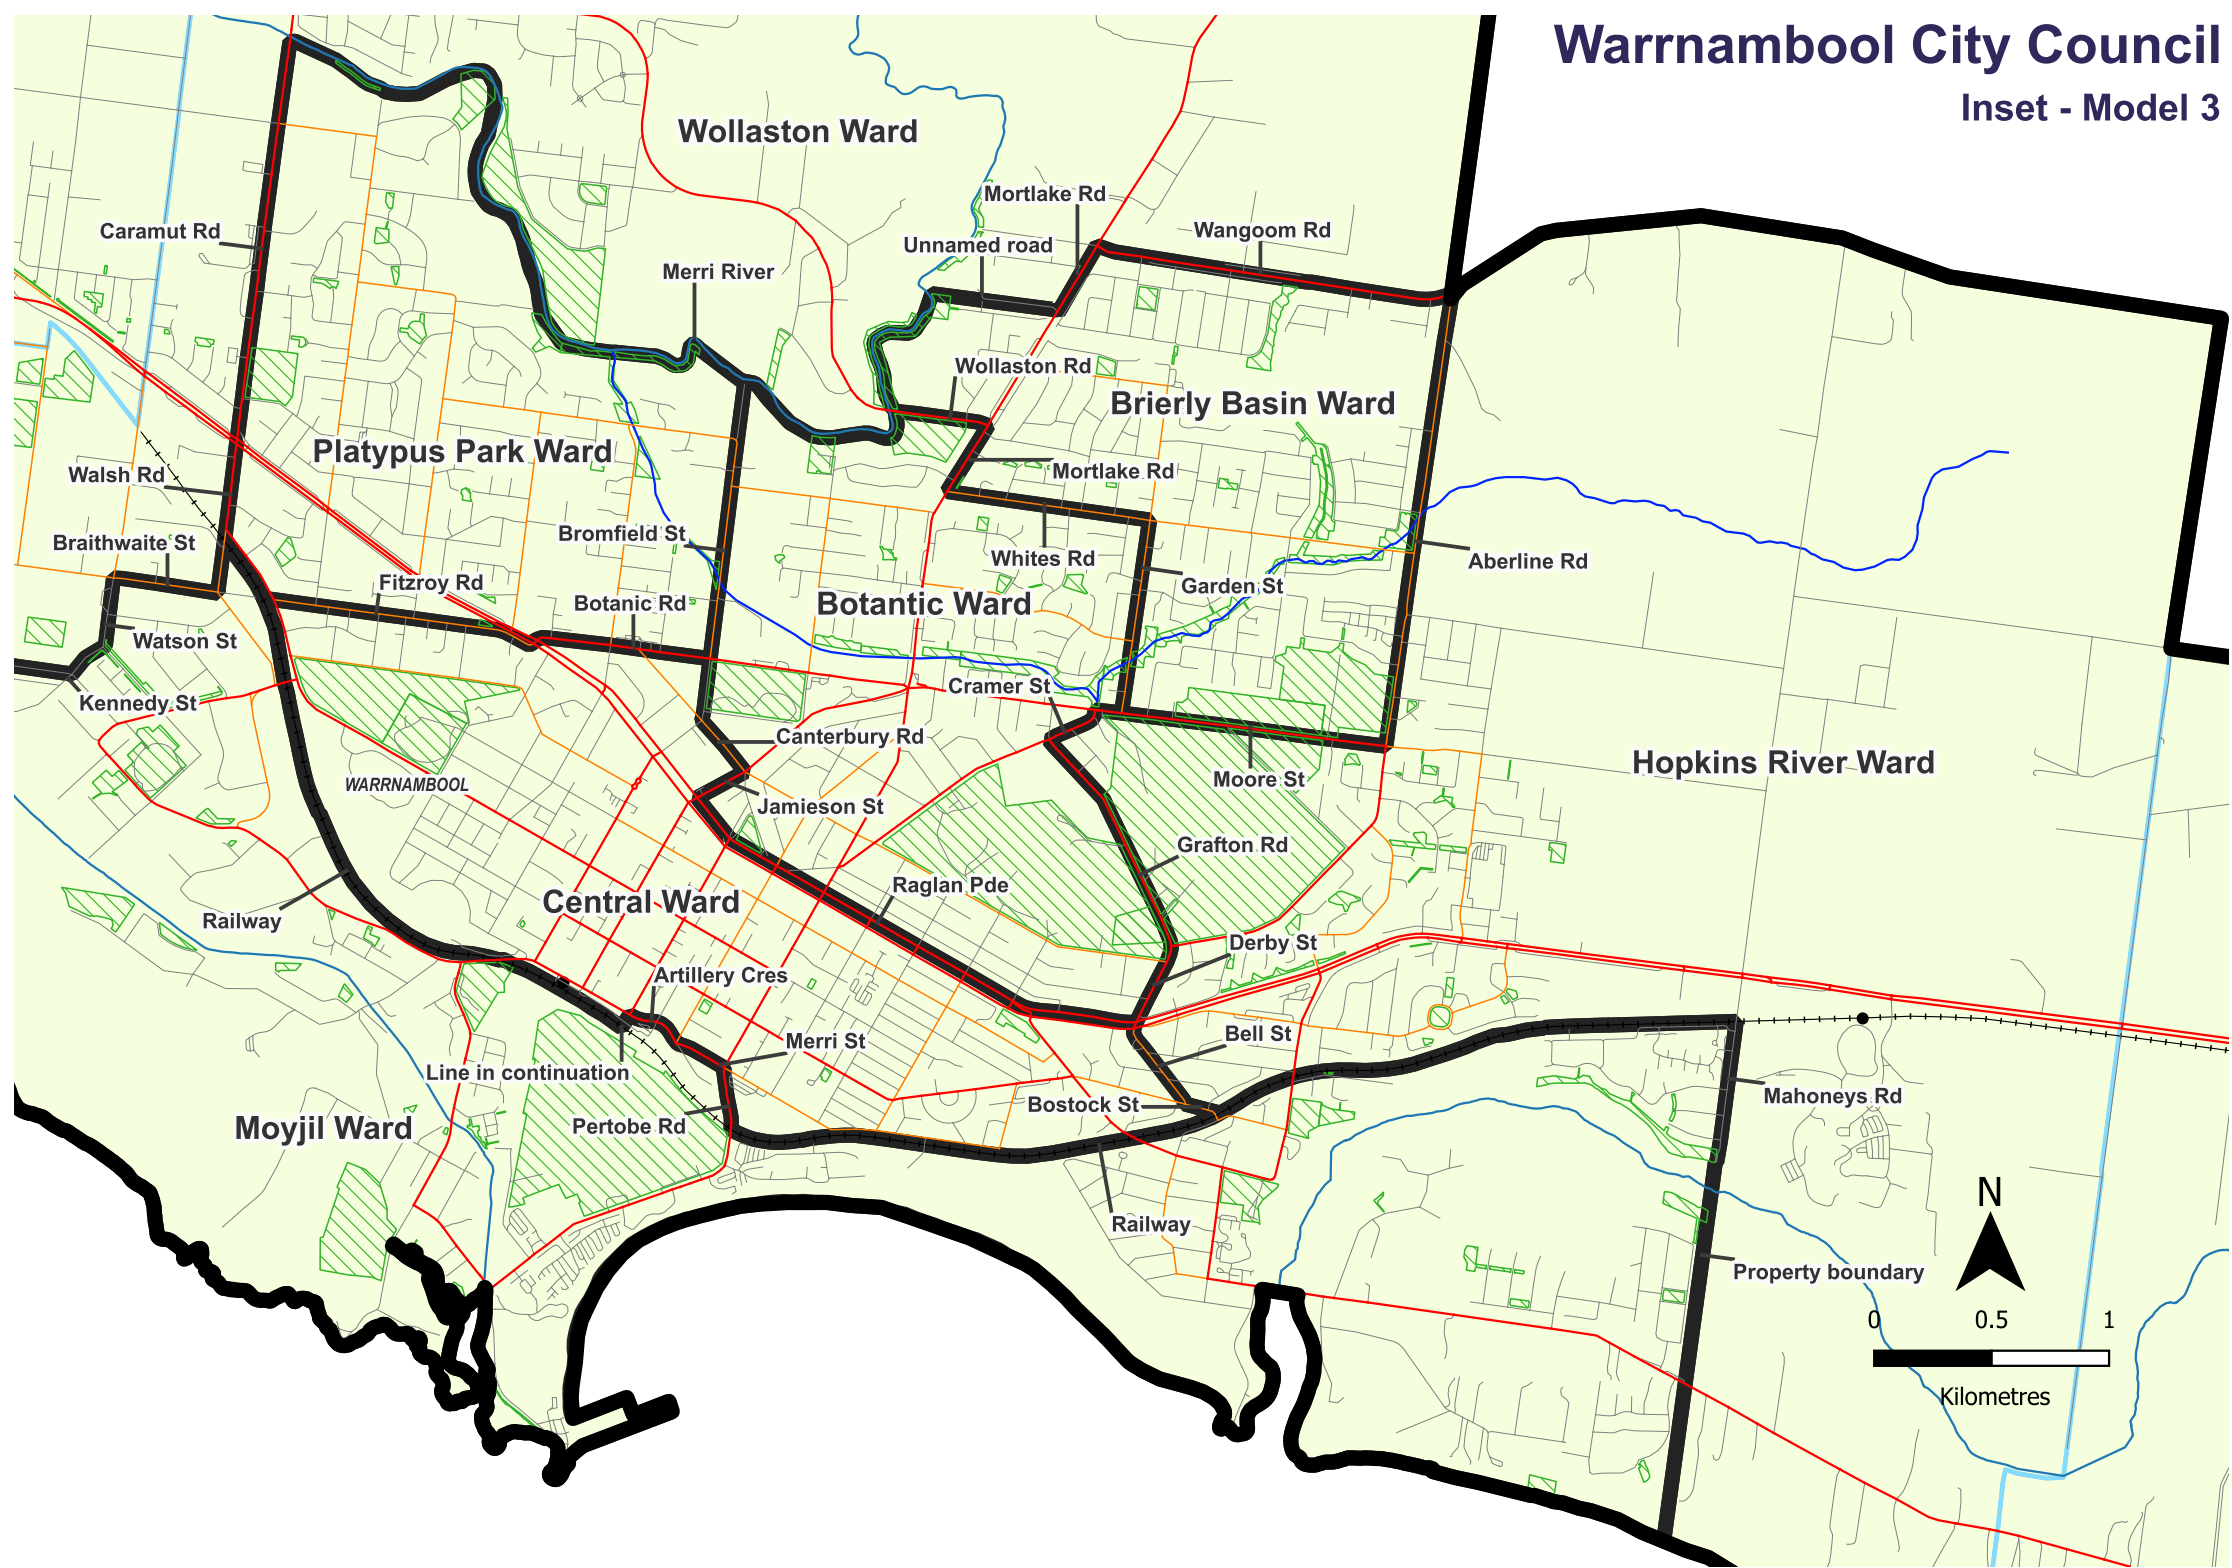 Warrnambool City Council
Inset - Model 3
Wollaston Ward
Mortlake Rd
Caramut Rd
Unnamed road
Wangoom Rd
Merri River
Wollaston Rd
Brierly Basin Ward
Platypus Park Ward
Walsh Rd
Mortlake Rd
Braithwaite St
Bromfield St
Whites Rd
Aberline Rd
Fitzroy Rd
Garden St
Botanic Rd
Botantic Ward
Watson St
Cramer St
Kennedy St
Canterbury Rd
Hopkins River Ward
WARRNAMBOOL
Moore St
Jamieson St
Grafton Rd
Raglan Pde
Central Ward
Railway
Derby St
Artillery Cres
Bell St
Merri St
Line in continuation
Mahoneys Rd
Bostock St
Moyjil Ward
Pertobe Rd
N
Railway
Property boundary
0 0.5 1
Kilometres